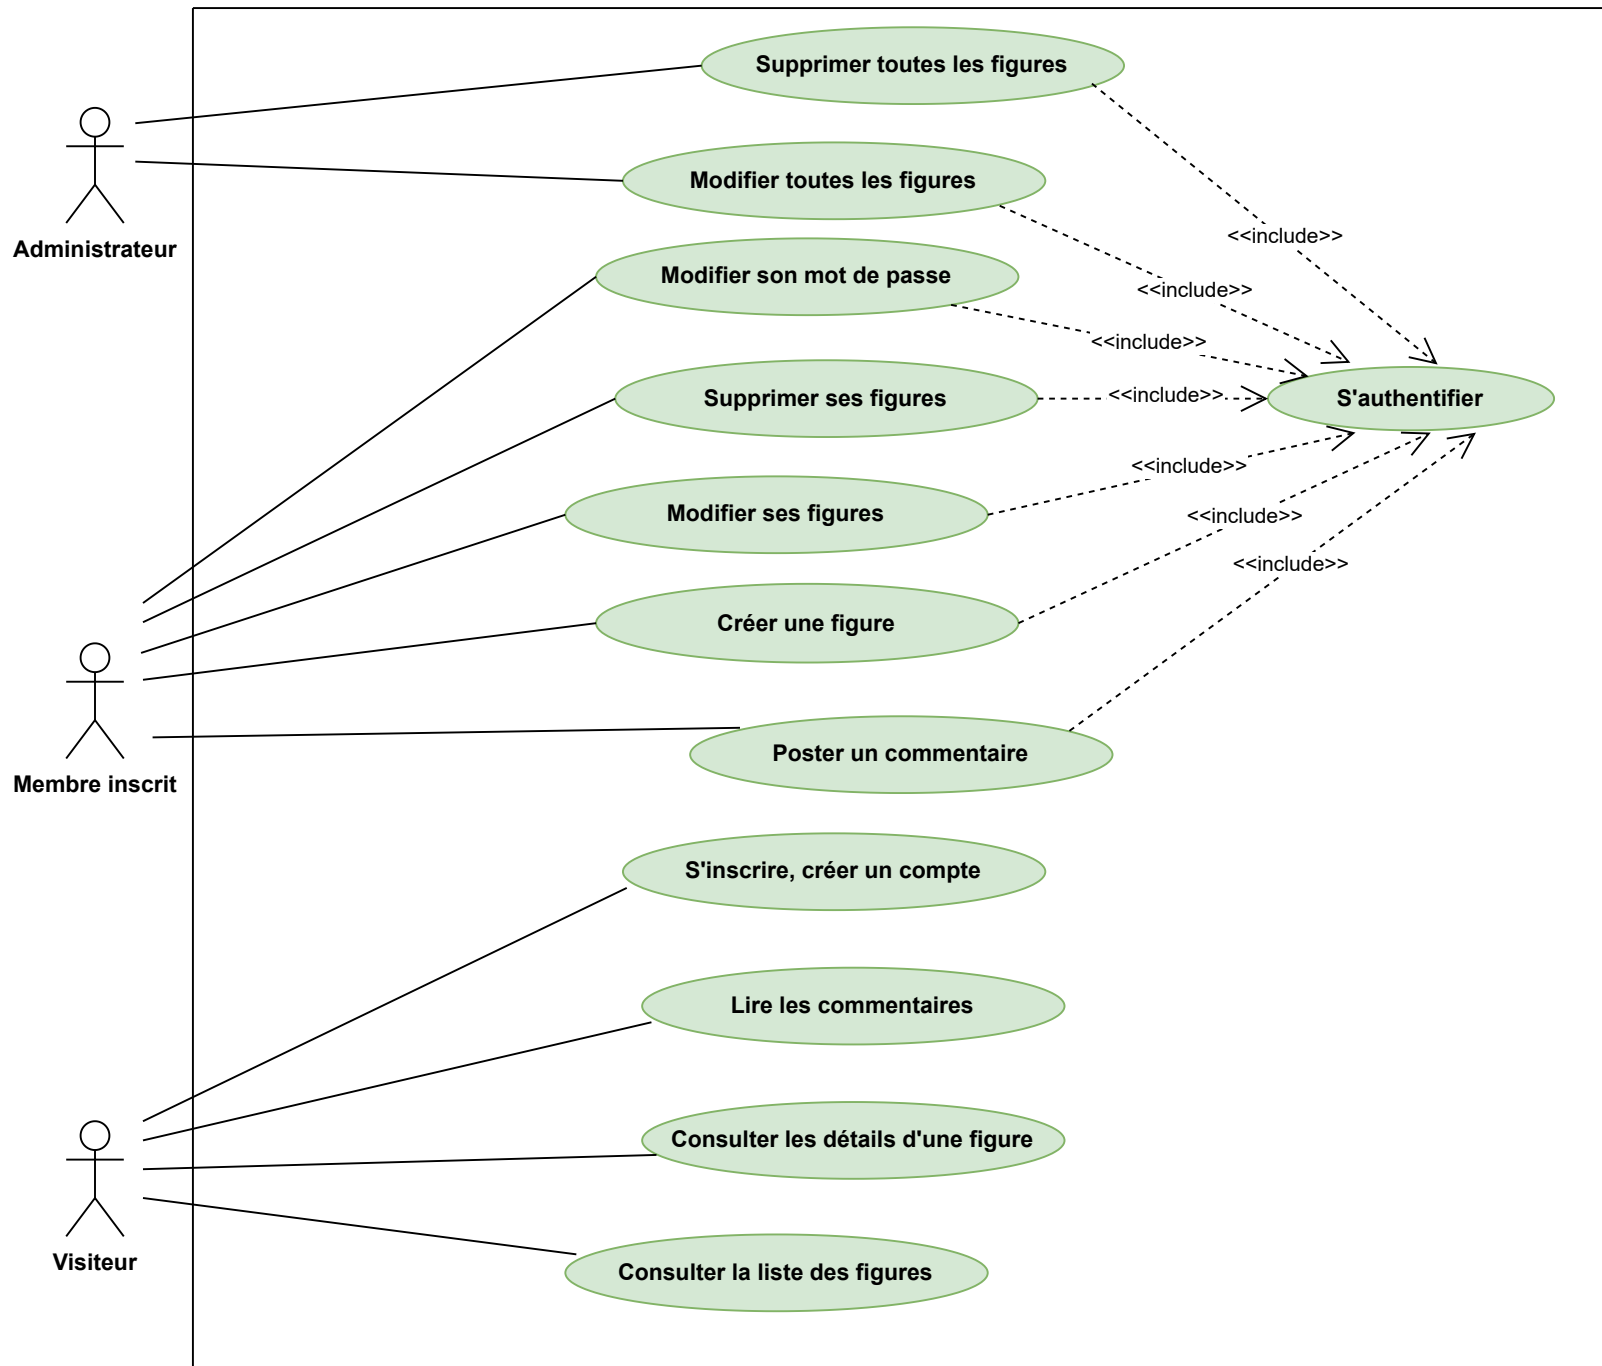 Supprimer toutes les figures
Modifier toutes les figures
Administrateur
<<include>>
Modifier son mot de passe
<<include>>
<<include>>
Supprimer ses figures
<<include>>
S'authentifier
<<include>>
Modifier ses figures
<<include>>
<<include>>
Créer une figure
Poster un commentaire
Membre inscrit
S'inscrire, créer un compte
Lire les commentaires
Consulter les détails d'une figure
Visiteur
Consulter la liste des figures